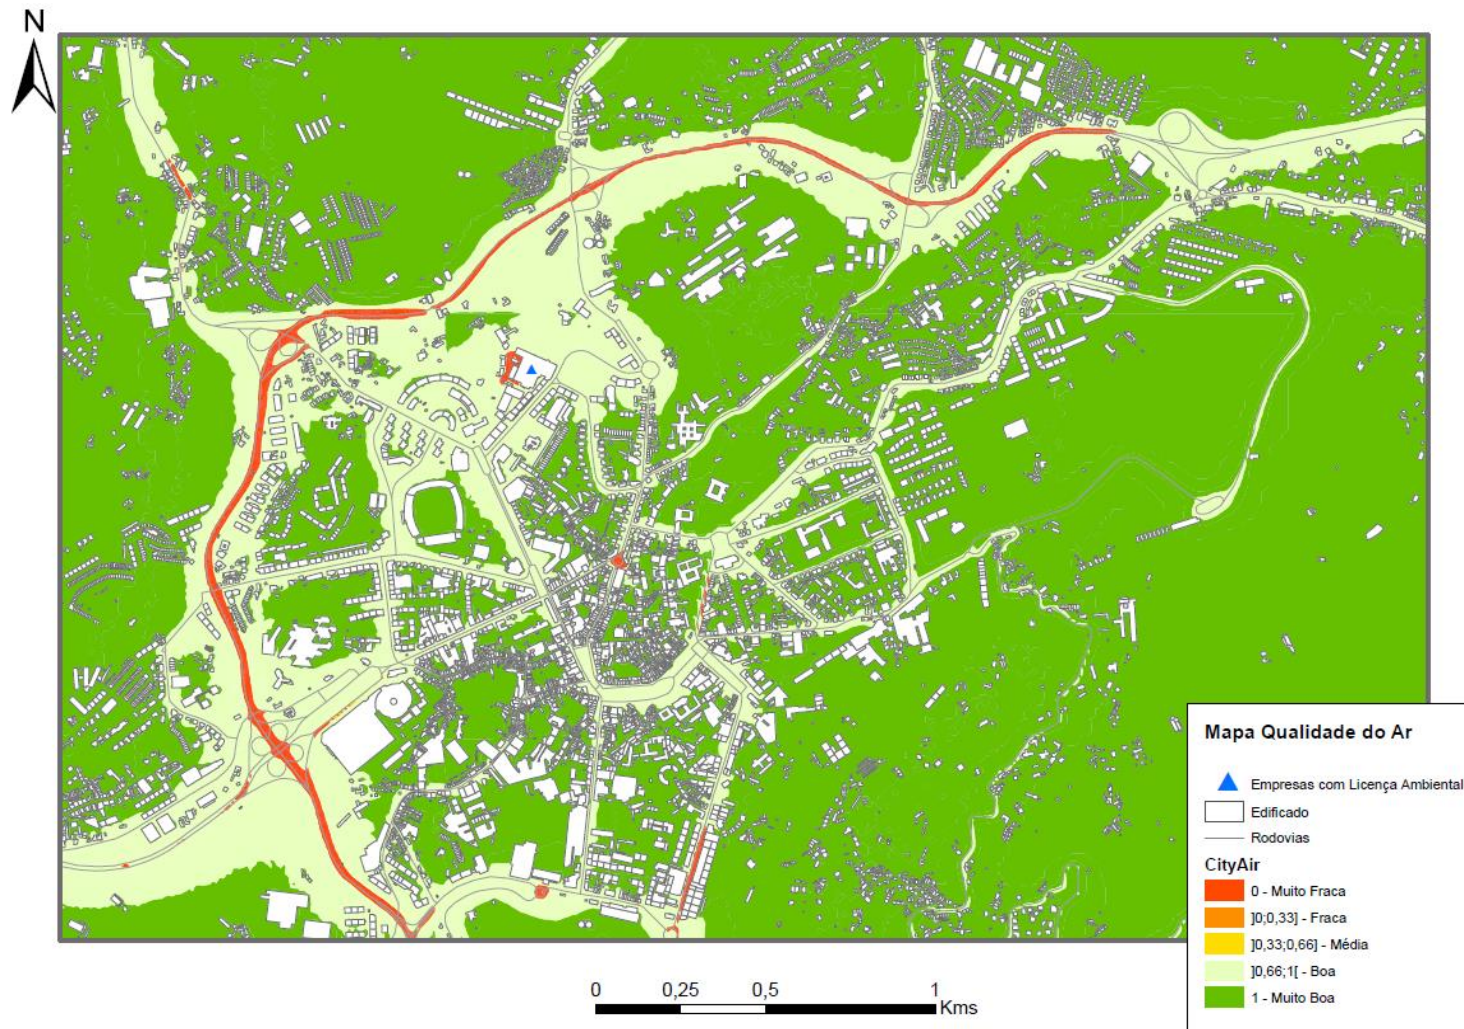 N
Mapa Qualidade do Ar
Empresas com Licença Ambiental
Edificado
Rodovias
CityAir
0 - Muito Fraca
]0;0,33] - Fraca
]0,33;0,66] - Média
]0,66;1[ - Boa
1 - Muito Boa
0 0,25 0,5 1
Kms